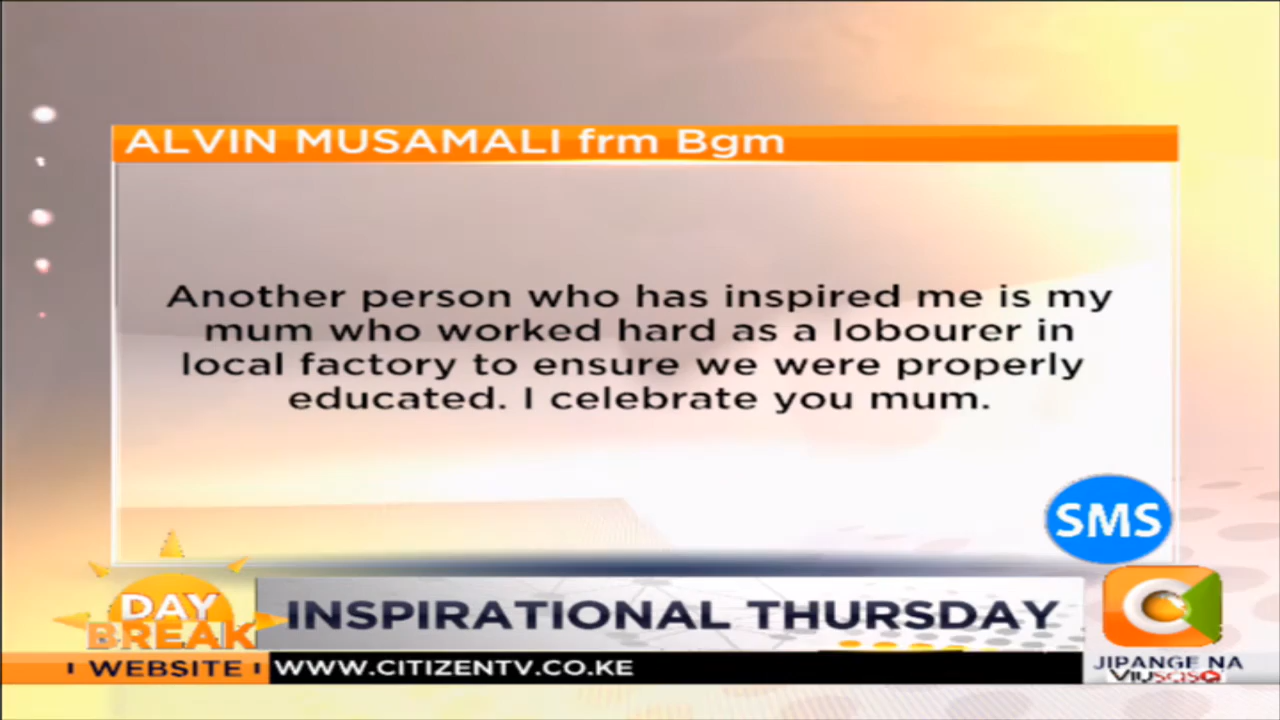 ALVIN MUSAMALI frm Bgm
Another person who has inspired me is my
mum who worked hard as a lobourer in
local factory to ensure we were properly
educated. I celebrate you mum.
SMS
DAY
BREAK
INSPIRATIONAL THURSDAY
WEBSITE
WWW.CITIZENTV.CO.KE
JIPANGE NA
VIUSASA